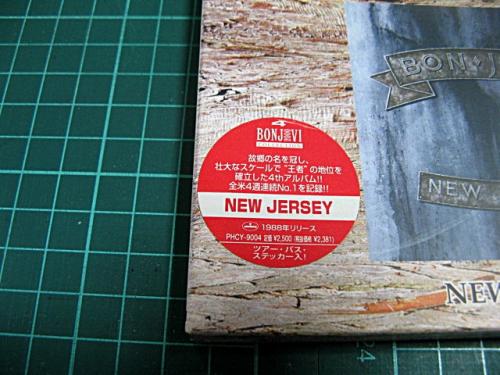 BON J
NEW
4
BON JOVI
COLLECTION
故郷の名を冠し、
壮大なスケールで“王者”の地位を
確立した4thアルバム!!
全米4週連続No.1を記録!!
NEW JERSEY
1988年リリース
PHCY-9004 定価 ¥2,500 (税抜価格 ¥2,381)
ツアー・パス・
ステッカー入!
NEW
24